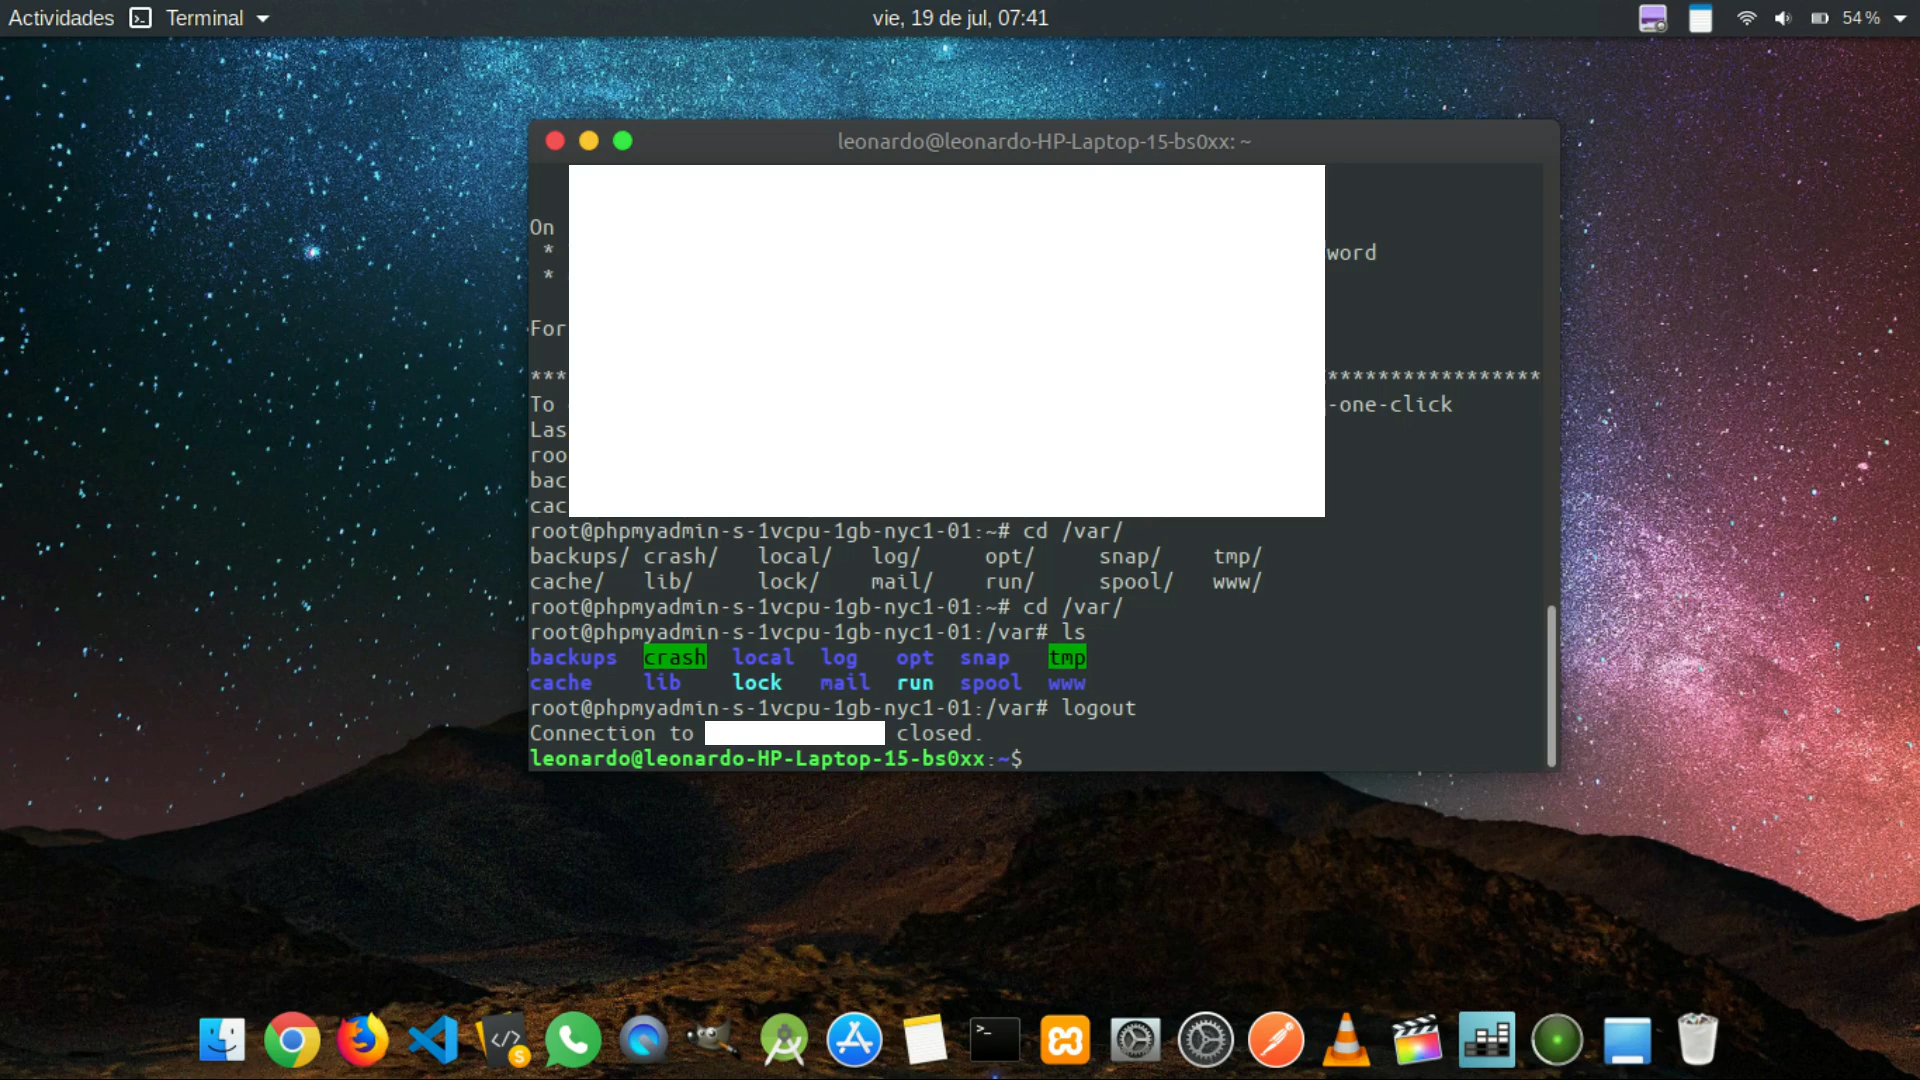 Actividades Terminal vie, 19 de jul, 07:41 54 %
leonardo@leonardo-HP-Laptop-15-bs0xx: ~
On
* word
*
For
*** *****************
To -one-click
Las
roo
bac
cac
root@phpmyadmin-s-1vcpu-1gb-nyc1-01:~# cd /var/
backups/ crash/ local/ log/ opt/ snap/ tmp/
cache/ lib/ lock/ mail/ run/ spool/ www/
root@phpmyadmin-s-1vcpu-1gb-nyc1-01:~# cd /var/
root@phpmyadmin-s-1vcpu-1gb-nyc1-01:/var# ls
backups crash local log opt snap tmp
cache lib lock mail run spool www
root@phpmyadmin-s-1vcpu-1gb-nyc1-01:/var# logout
Connection to closed.
leonardo@leonardo-HP-Laptop-15-bs0xx:~$